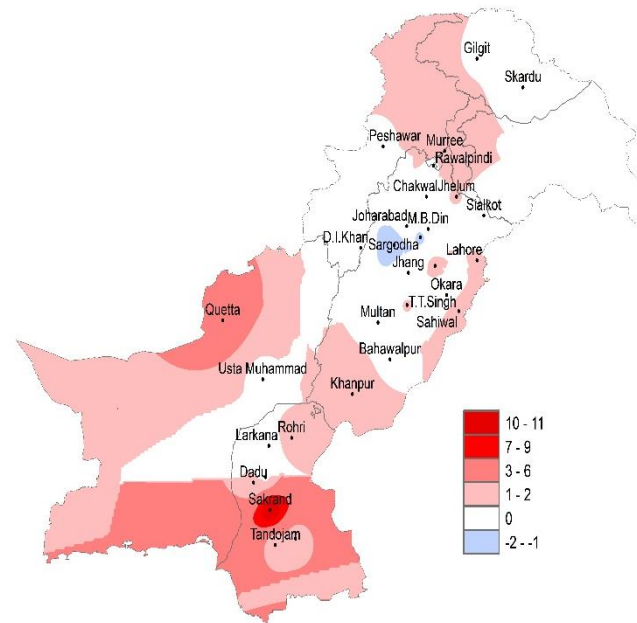 Gilgit
Skardu
Peshawar
Murree
Rawalpindi
Chakwal
Jhelum
Sialkot
Joharabad
M.B.Din
D.I.Khan
Sargodha
Lahore
Jhang
Okara
T.T.Singh
Quetta
Multan
Sahiwal
Bahawalpur
Usta Muhammad
Khanpur
Rohri
Larkana
Dadu
Sakrand
Tandojam
10 - 11
7 - 9
3 - 6
1 - 2
0
-2 - -1